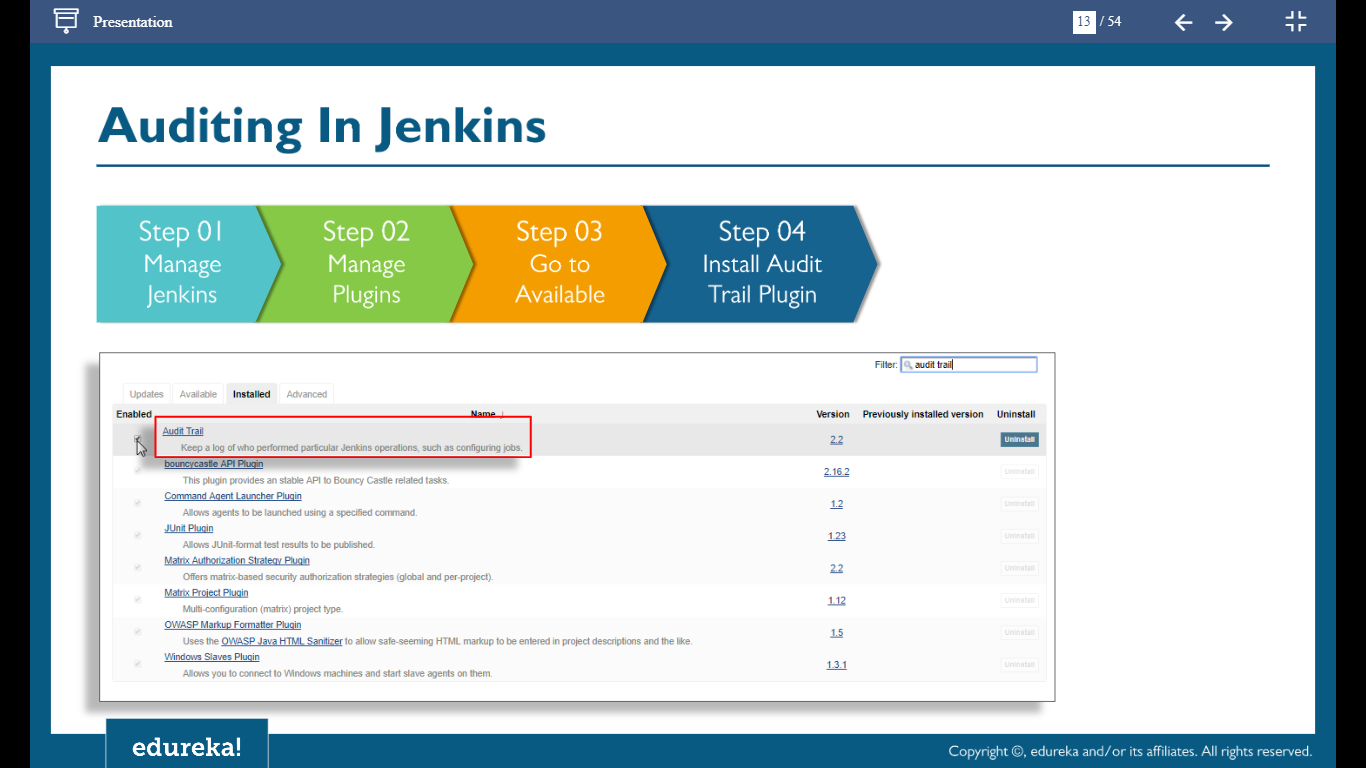 Presentation
13 / 54
Auditing In Jenkins
Step 01
Manage
Jenkins
Step 02
Manage
Plugins
Step 03
Go to
Available
Step 04
Install Audit
Trail Plugin
Filter: audit trail
Updates Available Installed Advanced
Enabled Name ↓ Version Previously installed version Uninstall
Audit Trail
Keep a log of who performed particular Jenkins operations, such as configuring jobs.
2.2 Uninstall
bouncycastle API Plugin
This plugin provides an stable API to Bouncy Castle related tasks.
2.16.2 Uninstall
Command Agent Launcher Plugin
Allows agents to be launched using a specified command.
1.2 Uninstall
JUnit Plugin
Allows JUnit-format test results to be published.
1.23 Uninstall
Matrix Authorization Strategy Plugin
Offers matrix-based security authorization strategies (global and per-project).
2.2 Uninstall
Matrix Project Plugin
Multi-configuration (matrix) project type.
1.12 Uninstall
OWASP Markup Formatter Plugin
Uses the OWASP Java HTML Sanitizer to allow safe-seeming HTML markup to be entered in project descriptions and the like.
1.5 Uninstall
Windows Slaves Plugin
Allows you to connect to Windows machines and start slave agents on them.
1.3.1 Uninstall
edureka!
Copyright ©, edureka and/or its affiliates. All rights reserved.